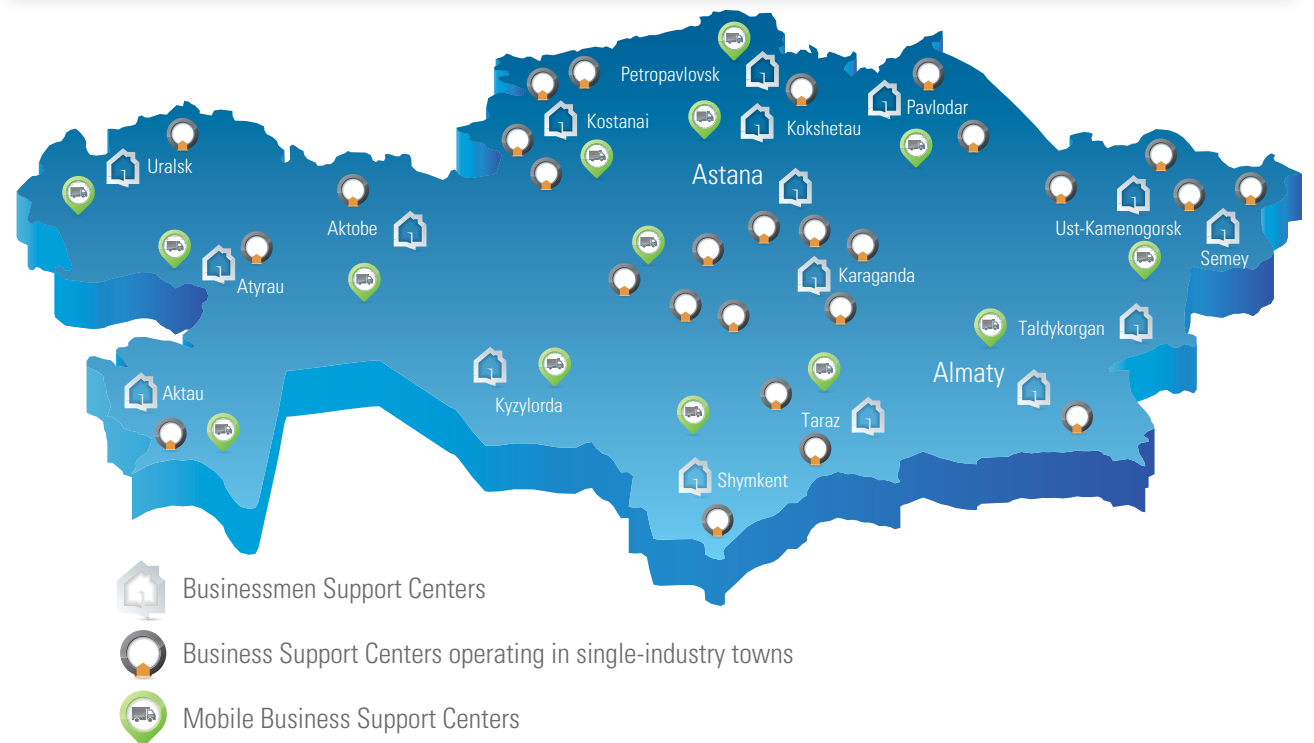 Petropavlovsk
Kostanai
Kokshetau
Pavlodar
Uralsk
Astana
Aktobe
Ust-Kamenogorsk
Semey
Atyrau
Karaganda
Taldykorgan
Almaty
Aktau
Kyzylorda
Taraz
Shymkent
Businessmen Support Centers
Business Support Centers operating in single-industry towns
Mobile Business Support Centers